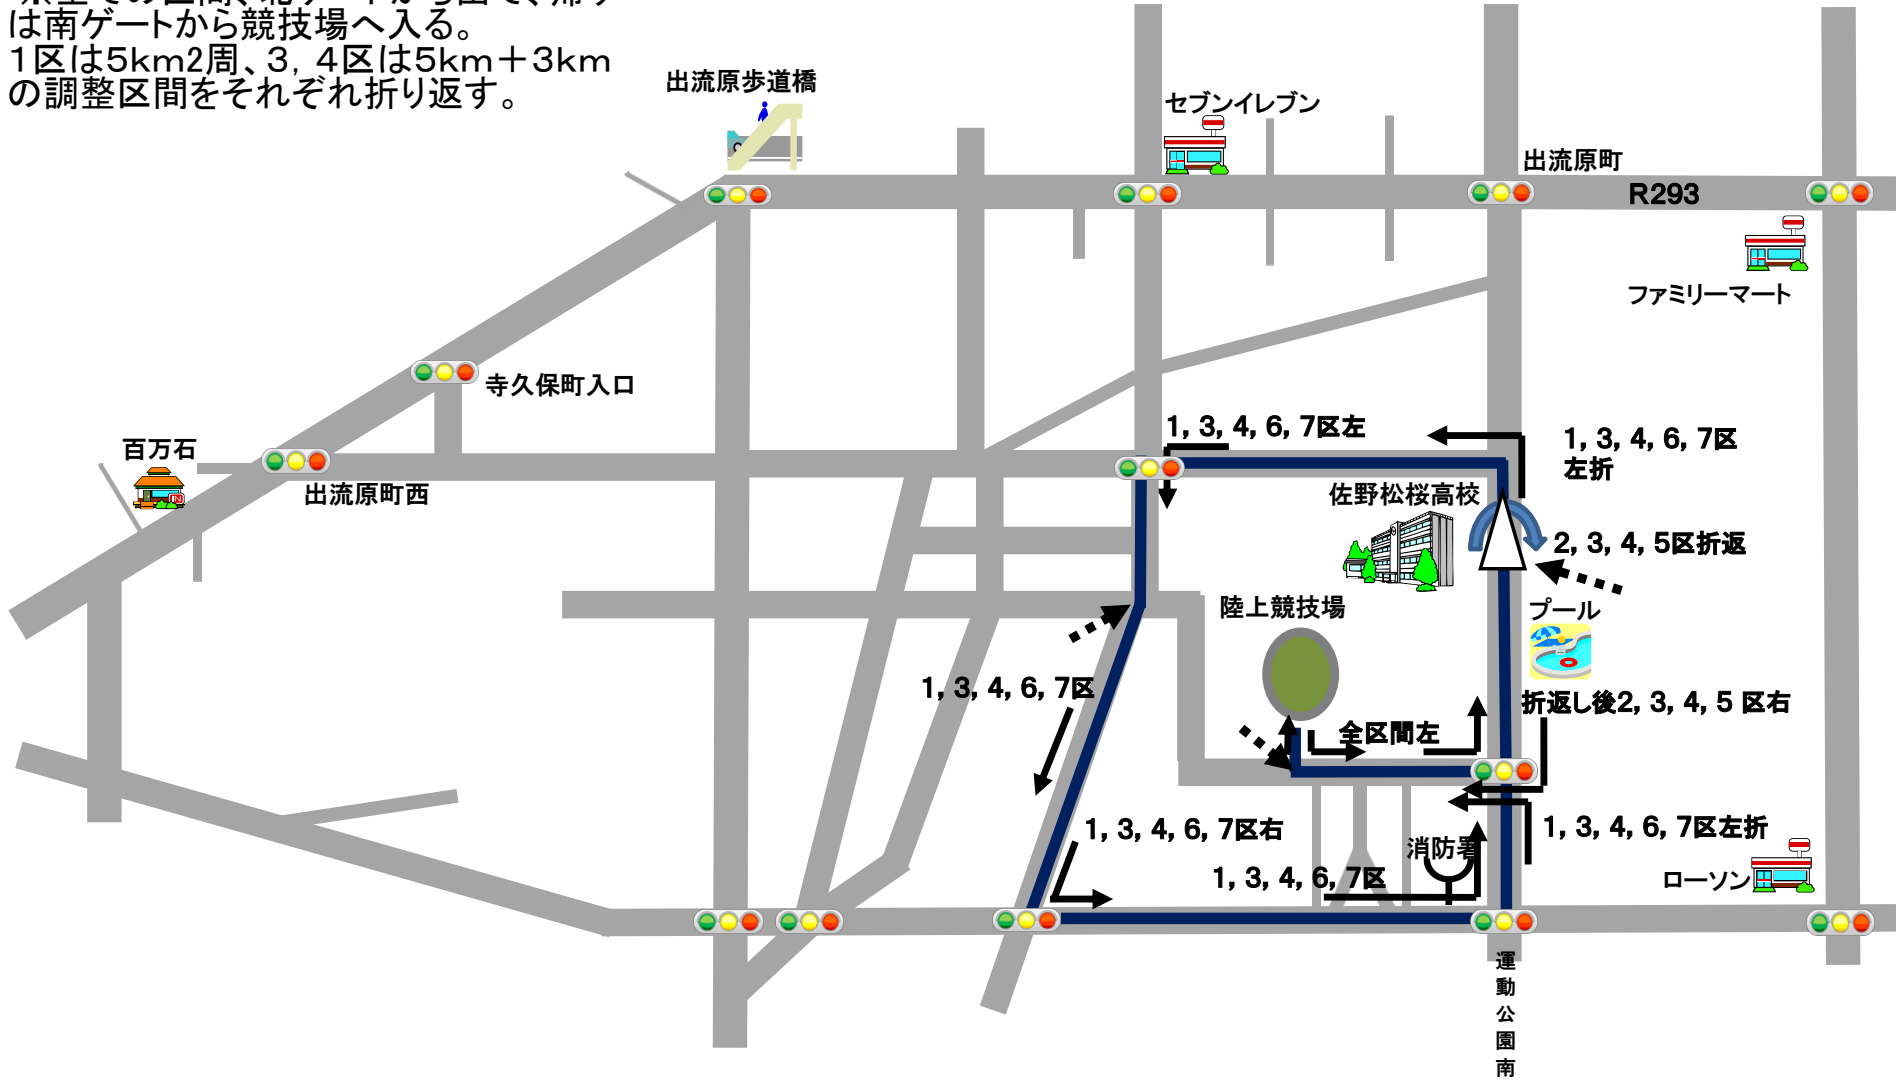 は南ゲートから競技場へ入る。
1区は5km2周、3, 4区は5km＋3km
の調整区間をそれぞれ折り返す。
出流原歩道橋
セブンイレブン
出流原町
R293
ファミリーマート
寺久保町入口
百万石
出流原町西
1, 3, 4, 6, 7区左
1, 3, 4, 6, 7区
左折
佐野松桜高校
2, 3, 4, 5区折返
陸上競技場
プール
1, 3, 4, 6, 7区
折返し後2, 3, 4, 5 区右
全区間左
1, 3, 4, 6, 7区右
1, 3, 4, 6, 7区左折
消防署
1, 3, 4, 6, 7区
ローソン
運動公園南